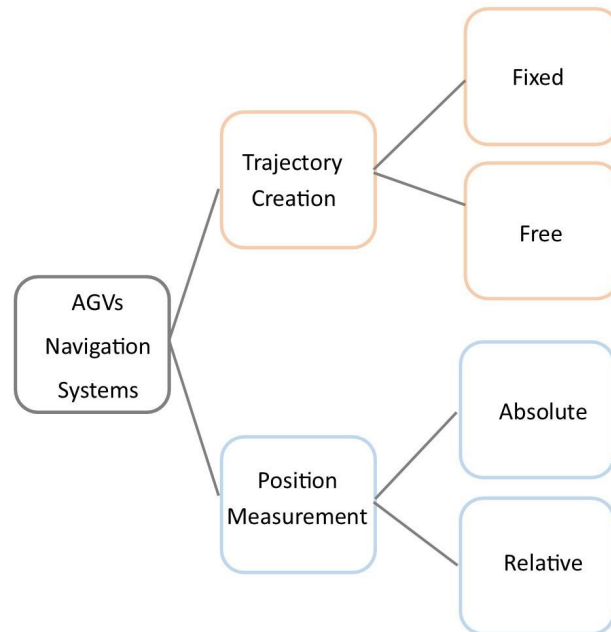 AGVs
Navigation
Systems
Trajectory
Creation
Fixed
Free
Position
Measurement
Absolute
Relative